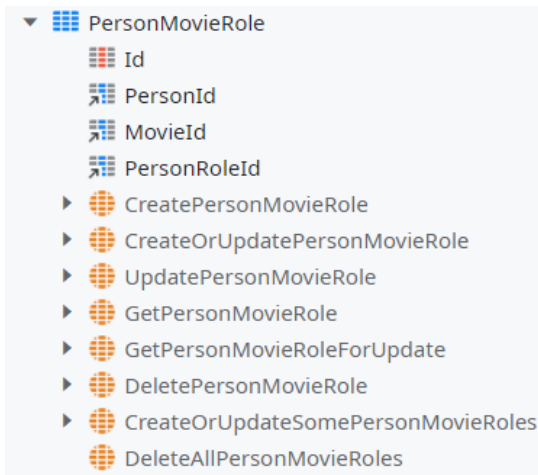 PersonMovieRole
Id
PersonId
MovieId
PersonRoleId
CreatePersonMovieRole
CreateOrUpdatePersonMovieRole
UpdatePersonMovieRole
GetPersonMovieRole
GetPersonMovieRoleForUpdate
DeletePersonMovieRole
CreateOrUpdateSomePersonMovieRoles
DeleteAllPersonMovieRoles